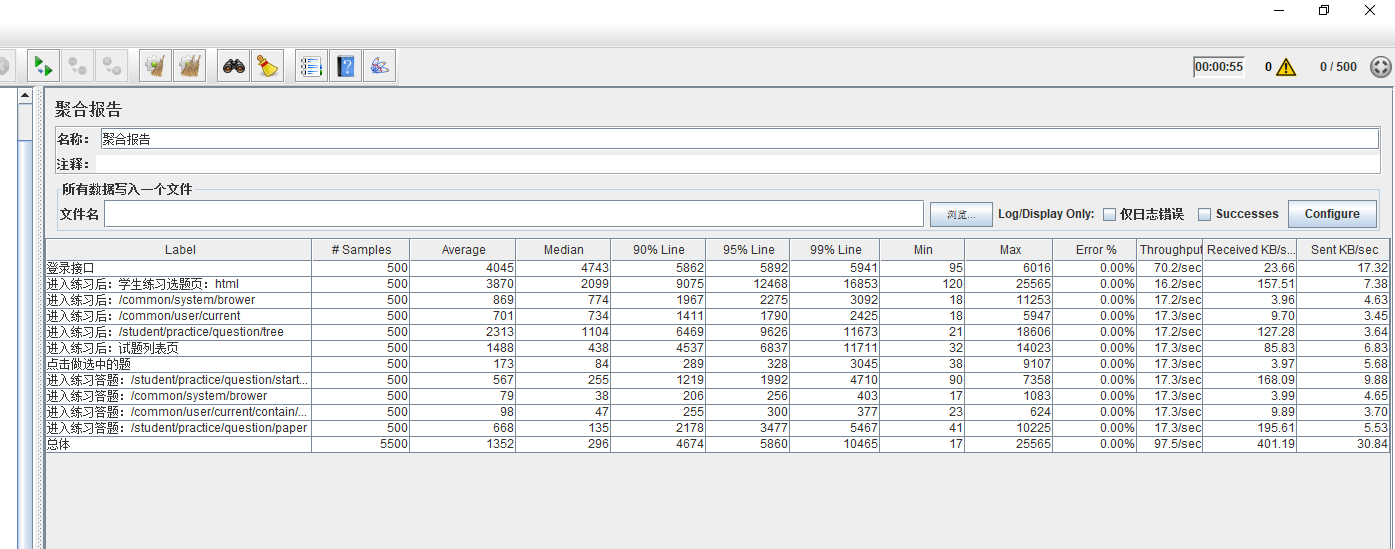 00:00:55 0 0 / 500
聚合报告
名称： 聚合报告
注释：
所有数据写入一个文件
文件名 浏览... Log/Display Only: 仅日志错误 Successes Configure
Label # Samples Average Median 90% Line 95% Line 99% Line Min Max Error % Throughput Received KB/s... Sent KB/sec
登录接口 500 4045 4743 5862 5892 5941 95 6016 0.00% 70.2/sec 23.66 17.32
进入练习后：学生练习选题页：html 500 3870 2099 9075 12468 16853 120 25565 0.00% 16.2/sec 157.51 7.38
进入练习后：/common/system/brower 500 869 774 1967 2275 3092 18 11253 0.00% 17.2/sec 3.96 4.63
进入练习后：/common/user/current 500 701 734 1411 1790 2425 18 5947 0.00% 17.3/sec 9.70 3.45
进入练习后：/student/practice/question/tree 500 2313 1104 6469 9626 11673 21 18606 0.00% 17.2/sec 127.28 3.64
进入练习后：试题列表页 500 1488 438 4537 6837 11711 32 14023 0.00% 17.3/sec 85.83 6.83
点击做选中的题 500 173 84 289 328 3045 38 9107 0.00% 17.3/sec 3.97 5.68
进入练习答题：/student/practice/question/start... 500 567 255 1219 1992 4710 90 7358 0.00% 17.3/sec 168.09 9.88
进入练习答题：/common/system/brower 500 79 38 206 256 403 17 1083 0.00% 17.3/sec 3.99 4.65
进入练习答题：/common/user/current/contain/... 500 98 47 255 300 377 23 624 0.00% 17.3/sec 9.89 3.70
进入练习答题：/student/practice/question/paper 500 668 135 2178 3477 5467 41 10225 0.00% 17.3/sec 195.61 5.53
总体 5500 1352 296 4674 5860 10465 17 25565 0.00% 97.5/sec 401.19 30.84